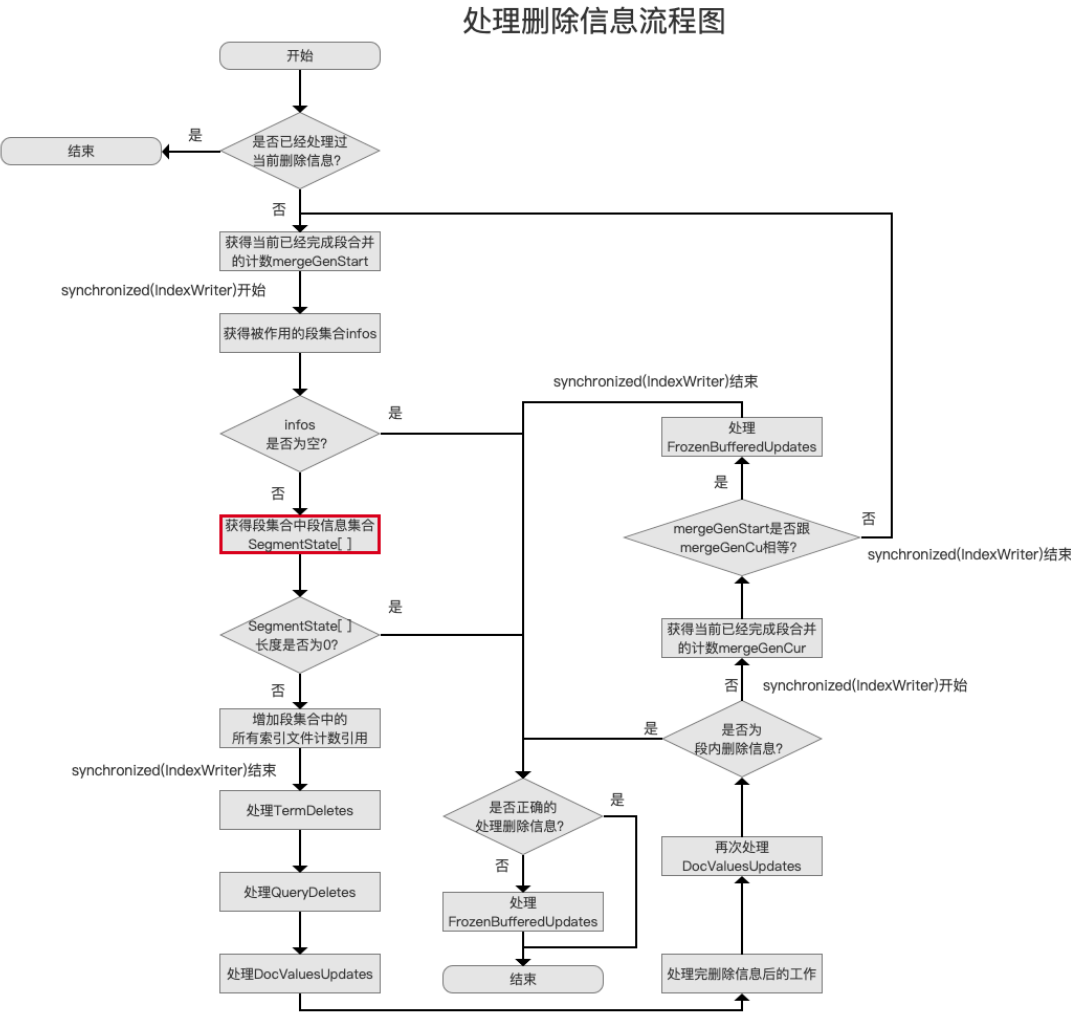 处理删除信息流程图
开始
是
是否已经处理过
当前删除信息?
结束
否
获得当前已经完成段合并
的计数mergeGenStart
synchronized(IndexWriter)开始
获得被作用的段集合infos
infos
是否为空?
是
否
获得段集合中段信息集合
SegmentState[ ]
SegmentState[ ]
长度是否为0?
是
否
增加段集合中的
所有索引文件计数引用
synchronized(IndexWriter)结束
处理TermDeletes
处理QueryDeletes
处理DocValuesUpdates
处理完删除信息后的工作
再次处理
DocValuesUpdates
是否为
段内删除信息?
是
否
synchronized(IndexWriter)开始
获得当前已经完成段合并
的计数mergeGenCur
mergeGenStart是否跟
mergeGenCu相等?
否
synchronized(IndexWriter)结束
是
处理
FrozenBufferedUpdates
synchronized(IndexWriter)结束
是否正确的
处理删除信息?
是
否
处理
FrozenBufferedUpdates
结束